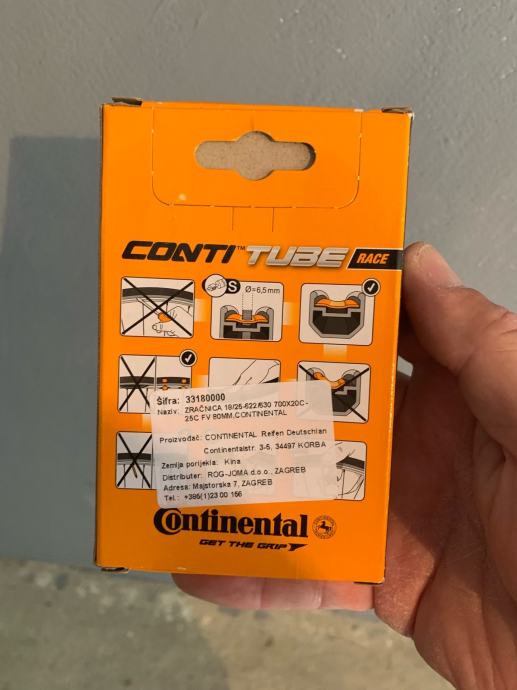 CONTI™ TUBE RACE
S Ø=6,5mm
Šifra: 33180000
Naziv: ZRAČNICA 18/25-622/630 700X20C-
25C FV 80MM,CONTINENTAL
Proizvođač: CONTINENTAL Reifen Deutschlan
Continentalstr. 3-5, 34497 KORBA
Zemlja porijekla: Kina
Distributer: ROG-JOMA d.o.o., ZAGREB
Adresa: Majstorska 7, ZAGREB
Tel.: +385(1)23 00 156
Continental
GET THE GRIP